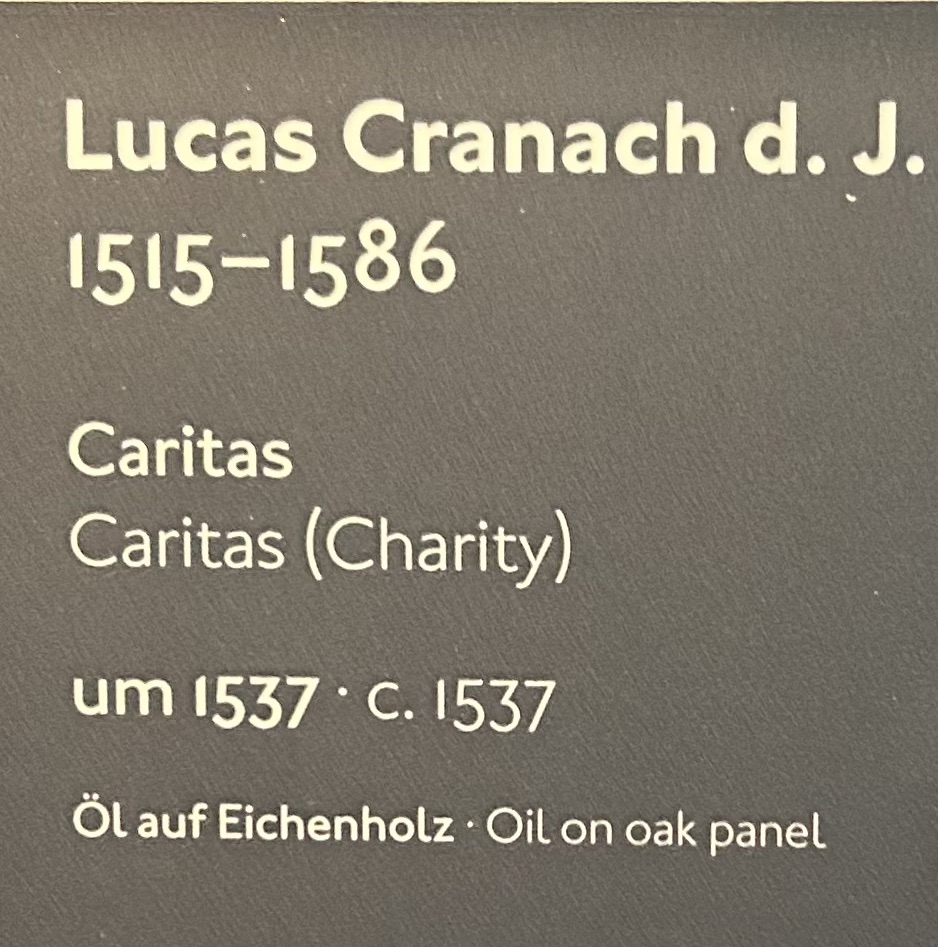 Lucas Cranach d. J.
1515–1586
Caritas
Caritas (Charity)
um 1537 · c. 1537
Öl auf Eichenholz · Oil on oak panel